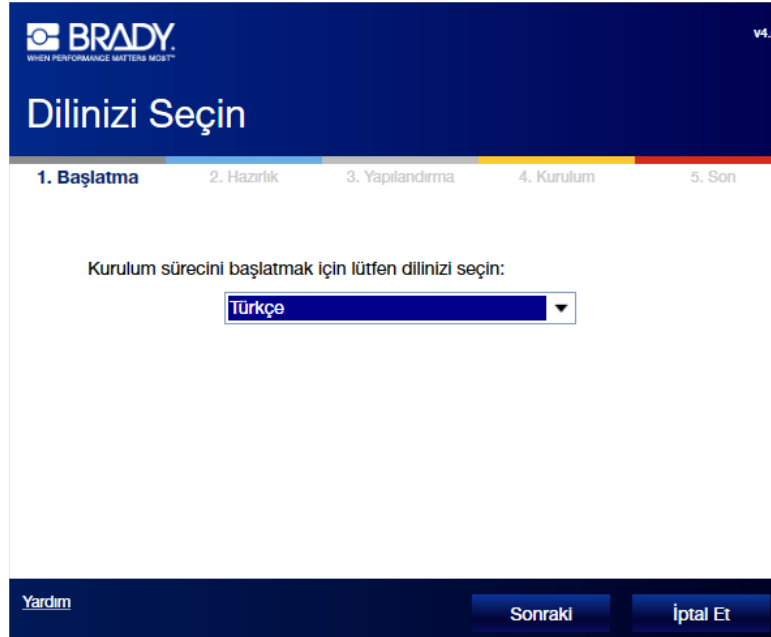 BRADY.
WHEN PERFORMANCE MATTERS MOST™
v4.
Dilinizi Seçin
1. Başlatma 2. Hazırlık 3. Yapılandırma 4. Kurulum 5. Son
Kurulum sürecini başlatmak için lütfen dilinizi seçin:
Türkçe
Yardım Sonraki İptal Et